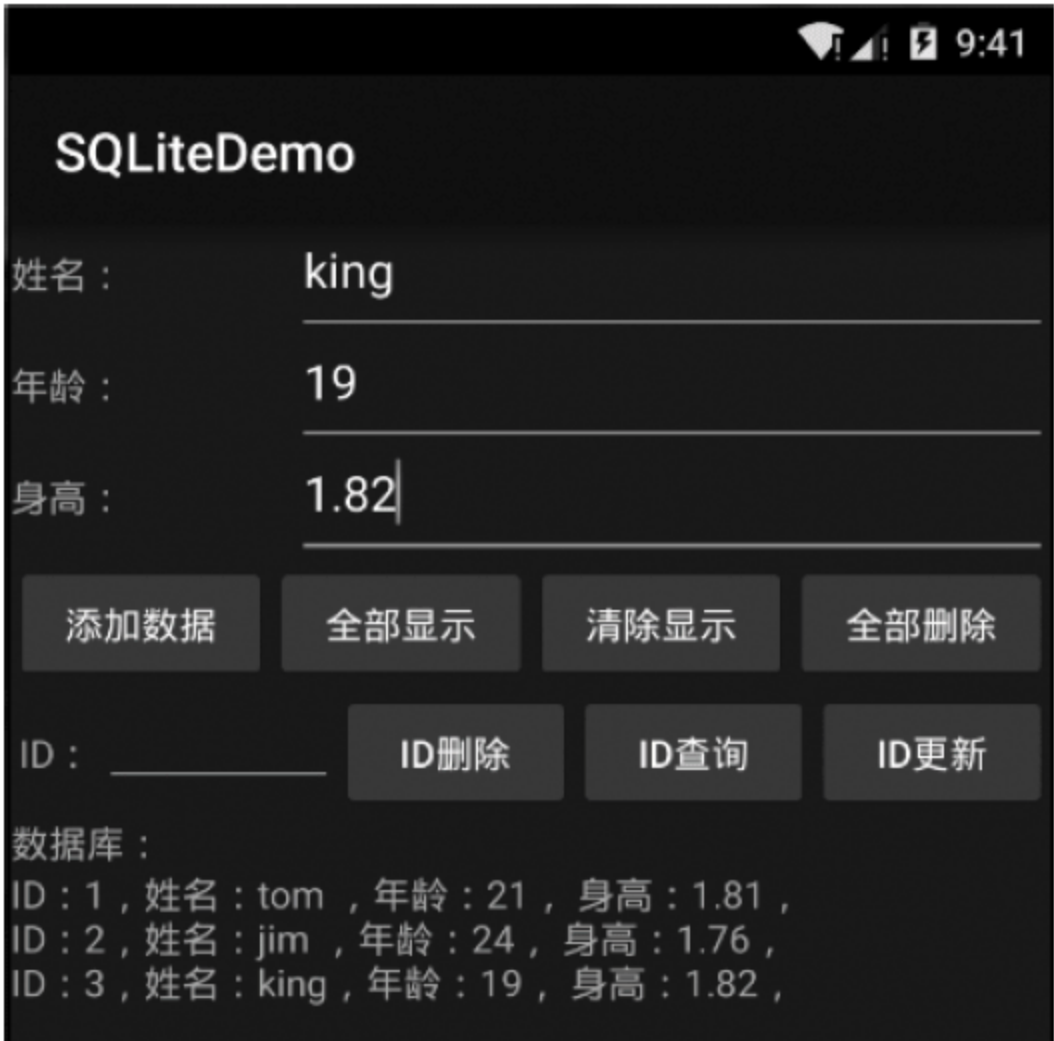 9:41
SQLiteDemo
姓名： king
年龄： 19
身高： 1.82
添加数据 全部显示 清除显示 全部删除
ID： ID删除 ID查询 ID更新
数据库：
ID：1，姓名：tom ，年龄：21， 身高：1.81，
ID：2，姓名：jim ，年龄：24， 身高：1.76，
ID：3，姓名：king，年龄：19， 身高：1.82，